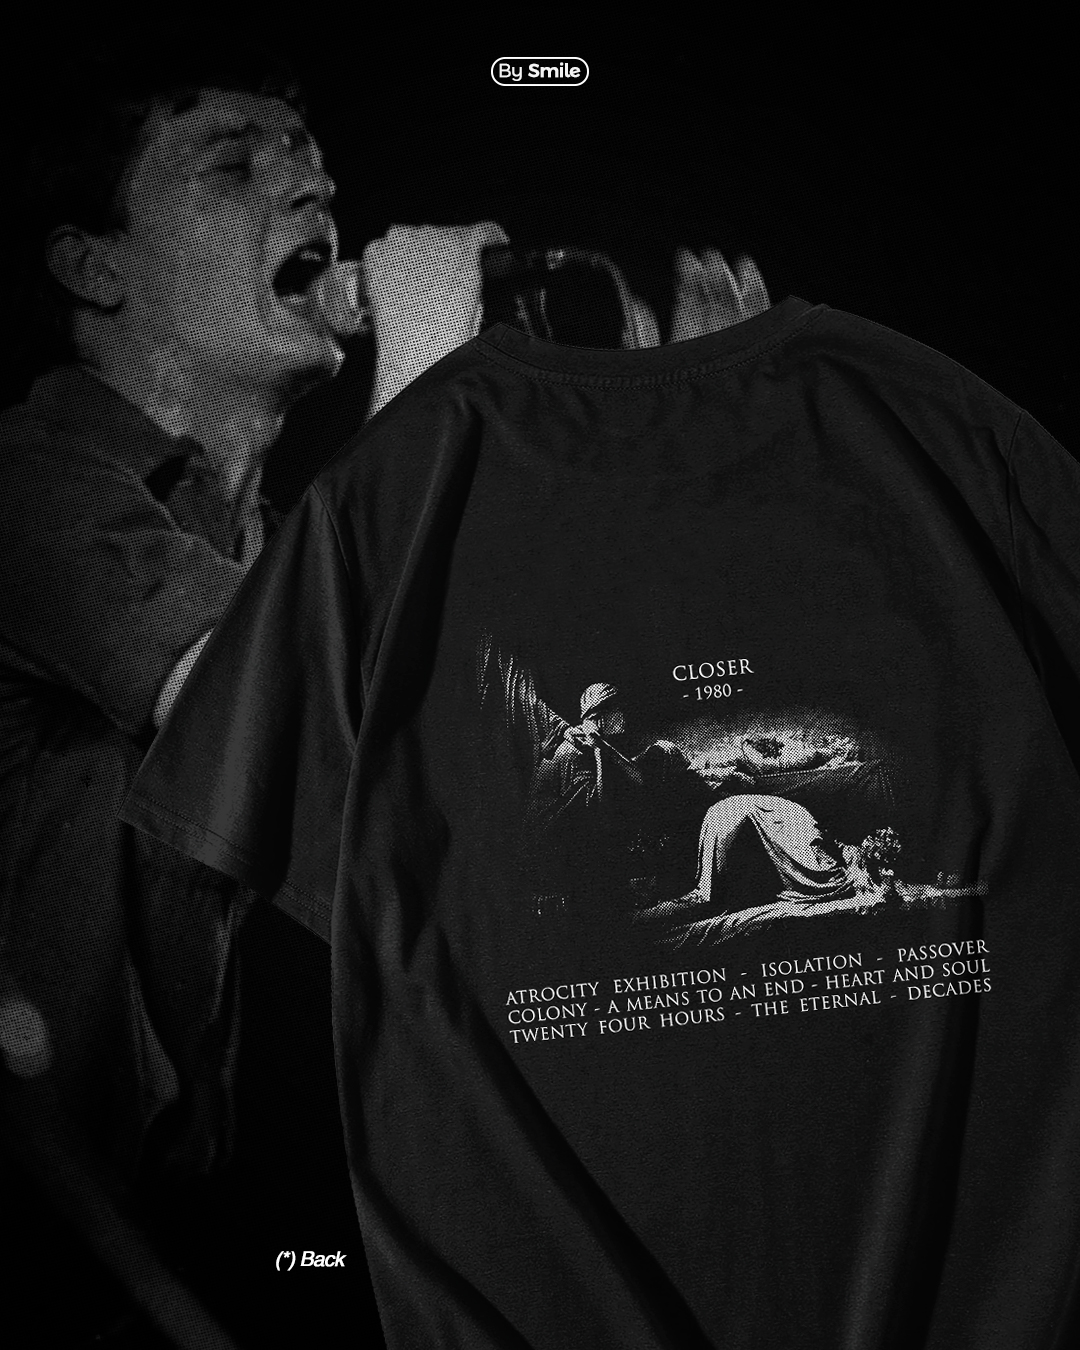 By Smile
CLOSER
- 1980 -
ATROCITY EXHIBITION - ISOLATION - PASSOVER
COLONY - A MEANS TO AN END - HEART AND SOUL
TWENTY FOUR HOURS - THE ETERNAL - DECADES
(*) Back